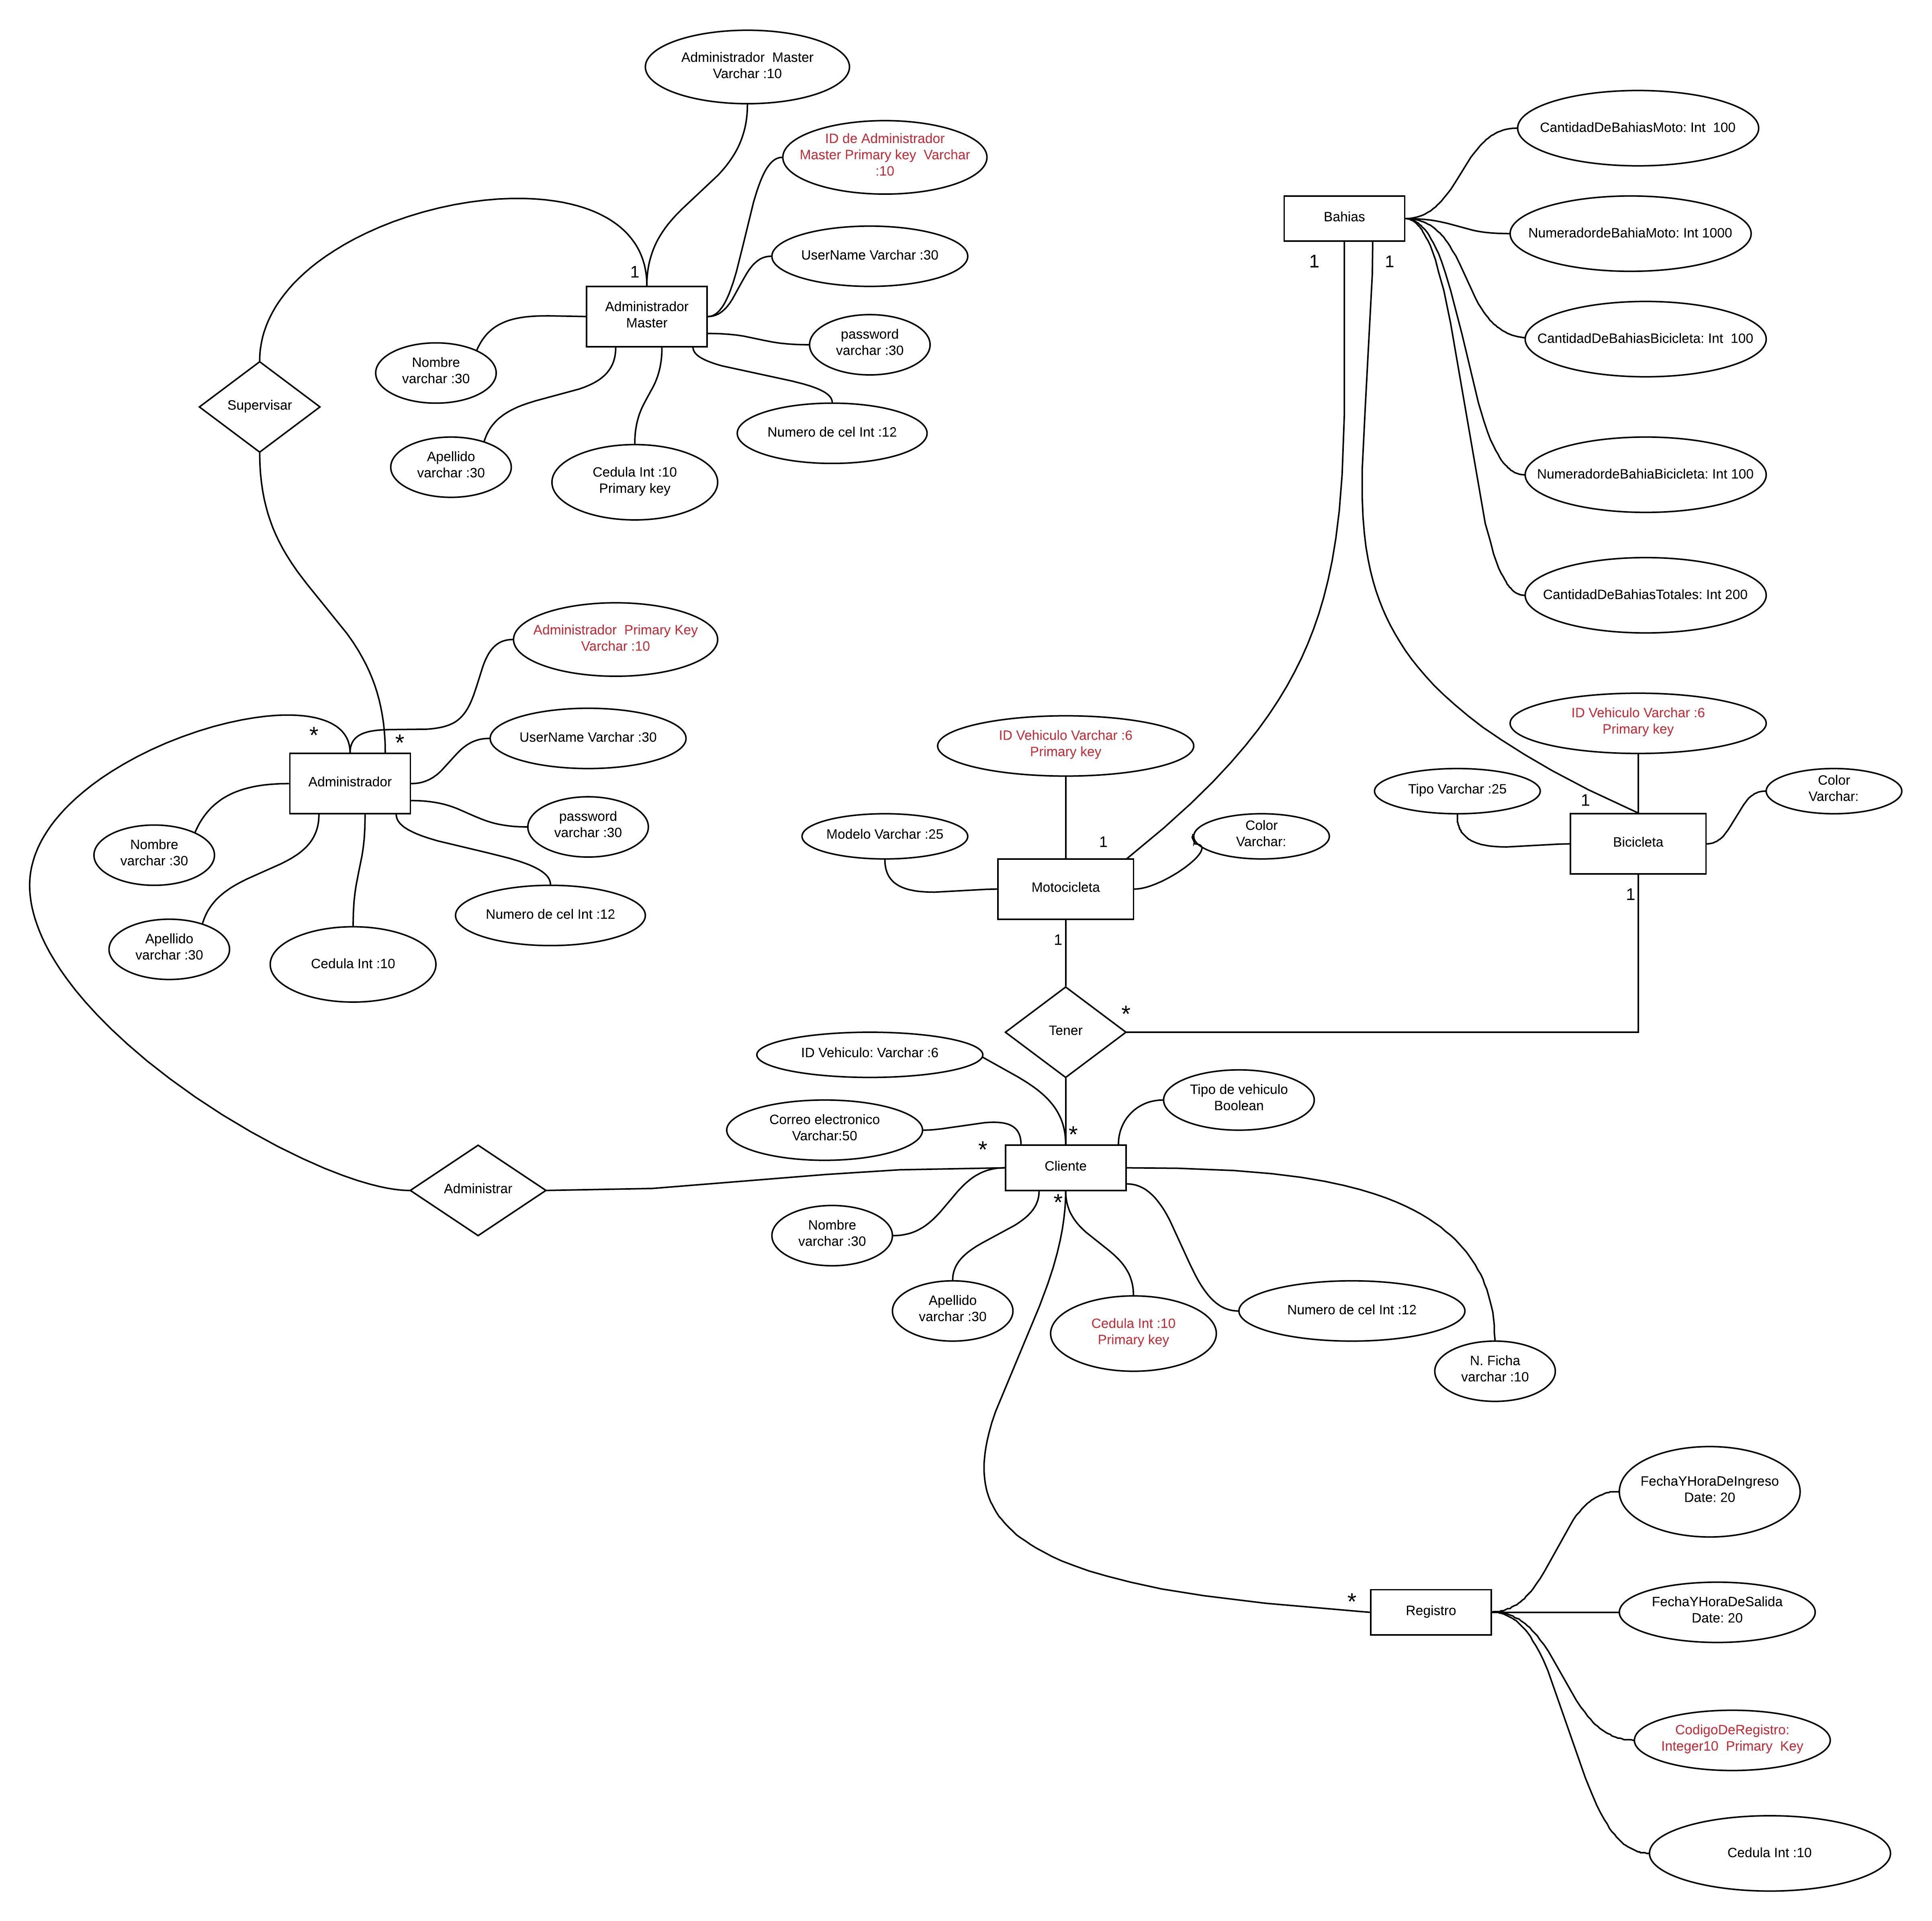 Administrador  Master
Varchar :10
ID de Administrador
Master Primary key  Varchar
:10
UserName Varchar :30
1
Administrador
Master
password
varchar :30
Nombre
varchar :30
Numero de cel Int :12
Apellido
varchar :30
Cedula Int :10
Primary key
Supervisar
CantidadDeBahiasMoto: Int  100
Bahias
NumeradordeBahiaMoto: Int 1000
1
1
CantidadDeBahiasBicicleta: Int  100
NumeradordeBahiaBicicleta: Int 100
CantidadDeBahiasTotales: Int 200
Administrador  Primary Key
Varchar :10
*
*
UserName Varchar :30
Administrador
password
varchar :30
Nombre
varchar :30
Numero de cel Int :12
Apellido
varchar :30
Cedula Int :10
ID Vehiculo Varchar :6
Primary key
Modelo Varchar :25
1
Color
Varchar:
Motocicleta
1
ID Vehiculo Varchar :6
Primary key
Tipo Varchar :25
1
Color
Varchar:
Bicicleta
1
Tener
*
ID Vehiculo: Varchar :6
Tipo de vehiculo
Boolean
Correo electronico
Varchar:50
*
*
Cliente
Administrar
*
Nombre
varchar :30
Apellido
varchar :30
Cedula Int :10
Primary key
Numero de cel Int :12
N. Ficha
varchar :10
FechaYHoraDeIngreso
Date: 20
*
Registro
FechaYHoraDeSalida
Date: 20
CodigoDeRegistro:
Integer10  Primary  Key
Cedula Int :10